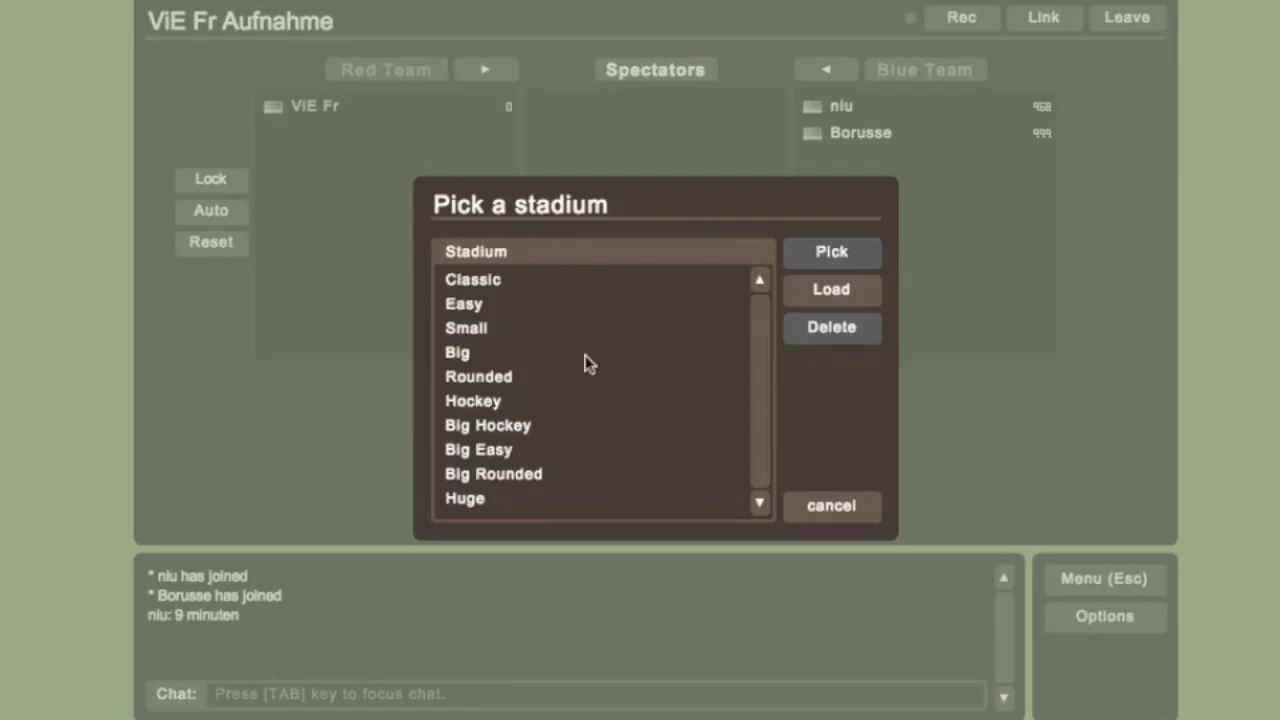 ViE Fr Aufnahme
Rec
Link
Leave
Red Team
Spectators
Blue Team
ViE Fr 0
niu 958
Borusse 999
Lock
Auto
Reset
Pick a stadium
Stadium
Classic
Easy
Small
Big
Rounded
Hockey
Big Hockey
Big Easy
Big Rounded
Huge
Pick
Load
Delete
cancel
* niu has joined
* Borusse has joined
niu: 9 minuten
Chat: Press [TAB] key to focus chat.
Menu (Esc)
Options